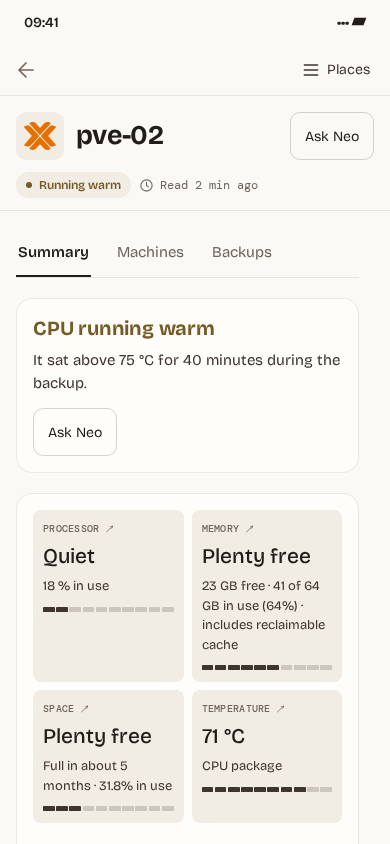 09:41
Places
pve-02
Ask Neo
Running warm
Read 2 min ago
Summary
Machines
Backups
CPU running warm
It sat above 75 °C for 40 minutes during the
backup.
Ask Neo
PROCESSOR ↗
Quiet
18 % in use
MEMORY ↗
Plenty free
23 GB free · 41 of 64
GB in use (64%) ·
includes reclaimable
cache
SPACE ↗
Plenty free
Full in about 5
months · 31.8% in use
TEMPERATURE ↗
71 °C
CPU package